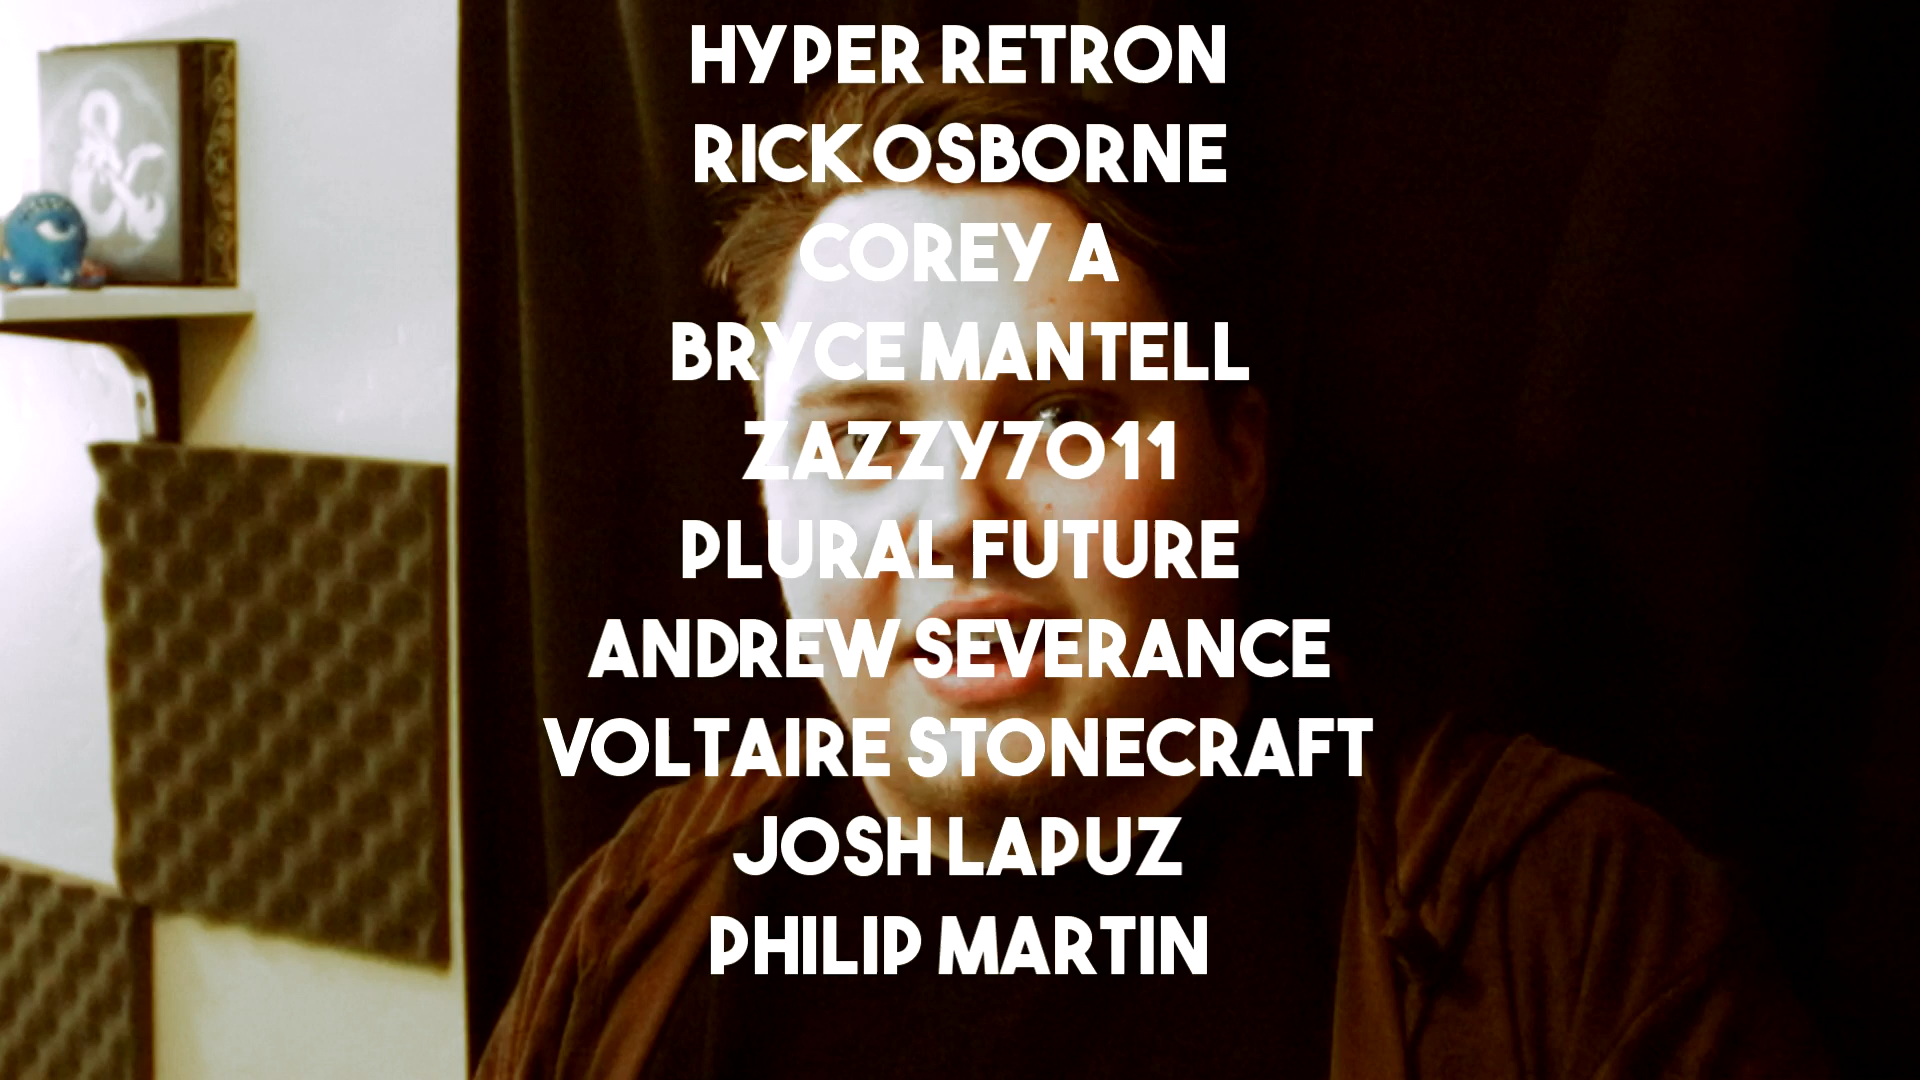 HYPER RETRON
RICK OSBORNE
COREY A
BRYCE MANTELL
ZAZZY7011
PLURAL FUTURE
ANDREW SEVERANCE
VOLTAIRE STONECRAFT
JOSH LAPUZ
PHILIP MARTIN